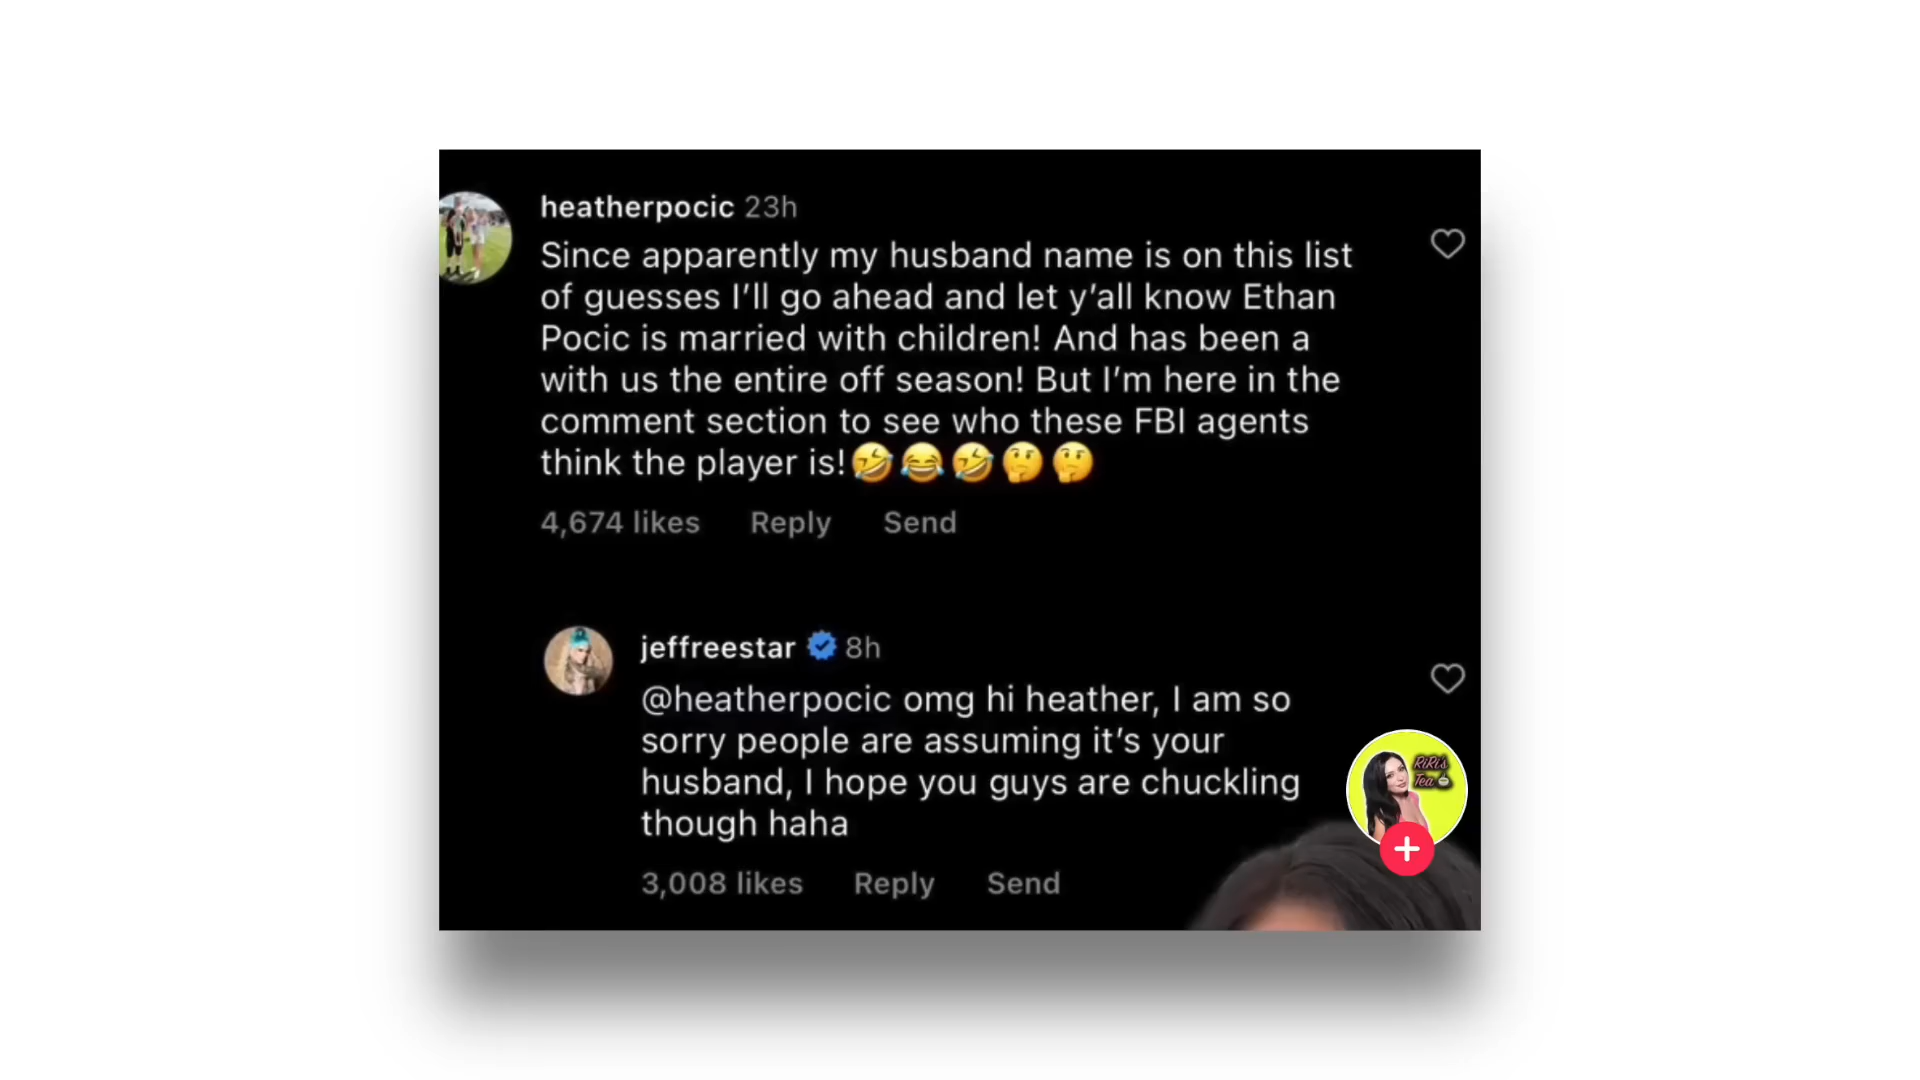 heatherpocic 23h
Since apparently my husband name is on this list
of guesses I’ll go ahead and let y’all know Ethan
Pocic is married with children! And has been a
with us the entire off season! But I’m here in the
comment section to see who these FBI agents
think the player is!🤣😂🤣🤔🤔
4,674 likes Reply Send
jeffreestar 8h
@heatherpocic omg hi heather, I am so
sorry people are assuming it’s your
husband, I hope you guys are chuckling
though haha
3,008 likes Reply Send
RiRi's
Tea